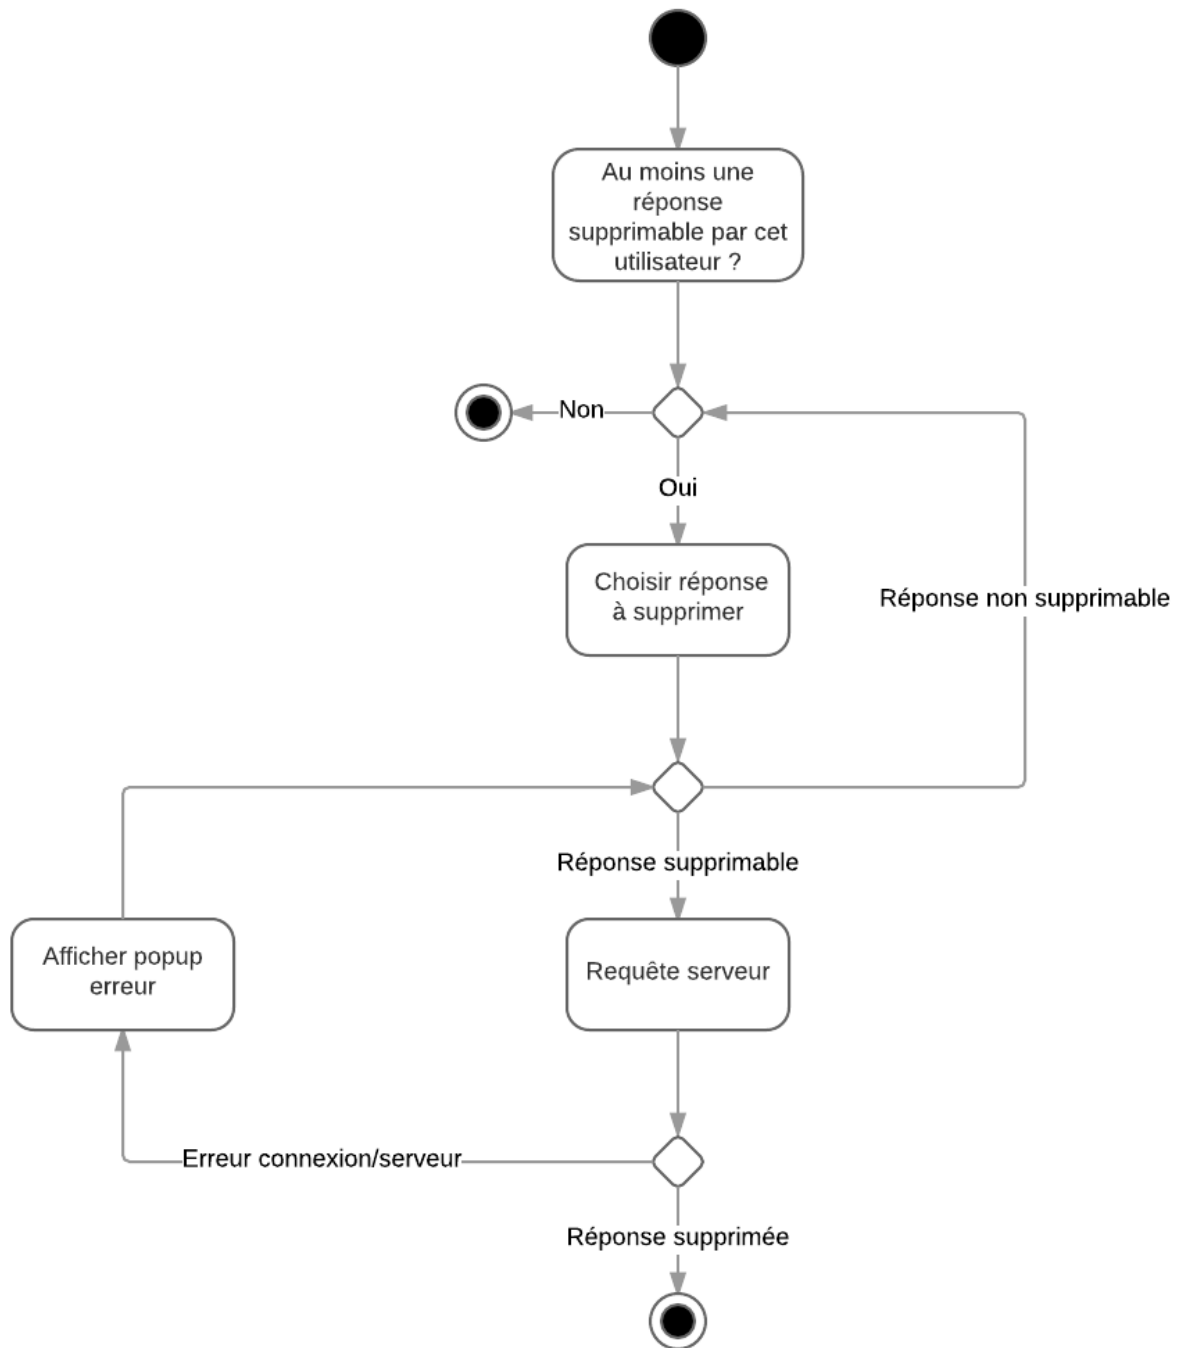 Au moins une
réponse
supprimable par cet
utilisateur ?
Non
Oui
Choisir réponse
à supprimer
Réponse non supprimable
Réponse supprimable
Afficher popup
erreur
Requête serveur
Erreur connexion/serveur
Réponse supprimée